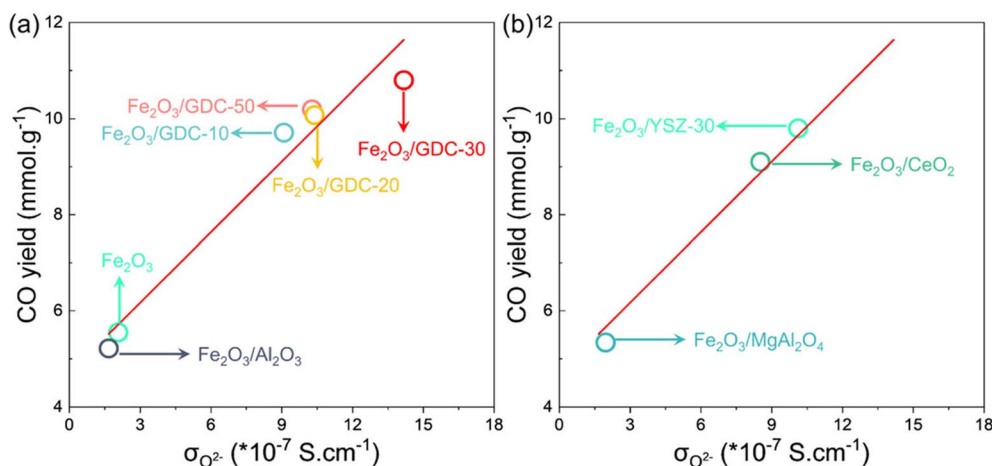 (a)
CO yield (mmol.g⁻¹)
12
10
8
6
4
Fe₂O₃/GDC-50
Fe₂O₃/GDC-10
Fe₂O₃/GDC-30
Fe₂O₃/GDC-20
Fe₂O₃
Fe₂O₃/Al₂O₃
0 3 6 9 12 15 18
σO²⁻ (*10⁻⁷ S.cm⁻¹)
(b)
CO yield (mmol.g⁻¹)
12
10
8
6
4
Fe₂O₃/YSZ-30
Fe₂O₃/CeO₂
Fe₂O₃/MgAl₂O₄
0 3 6 9 12 15 18
σO²⁻ (*10⁻⁷ S.cm⁻¹)